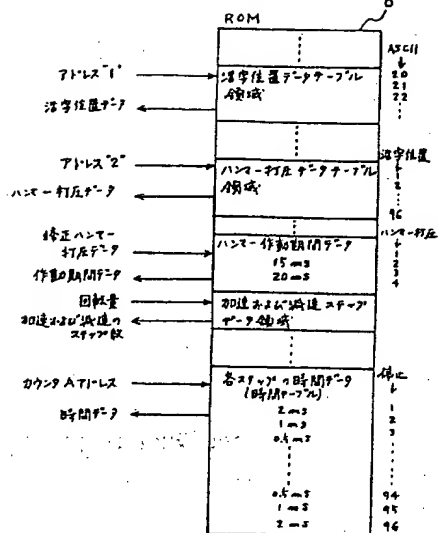 ROM
8
ASCII
アドレス"1"
活字位置データテーブル
領域
20
21
22
活字位置データ
活字位置
アドレス"2"
ハンマー打圧データテーブル
領域
1
2
96
ハンマー打圧データ
ハンマー打圧
修正ハンマー
打圧データ
ハンマー作動期間データ
15ms
20ms
1
2
3
4
作動期間データ
回転量
加速および減速ステップ
データ領域
加速および減速の
ステップ数
カウンタAアドレス
各ステップの時間データ
(時間テーブル)
時間データ
2ms
1ms
0.5ms
1
2
3
0.5ms
1ms
2ms
94
95
96